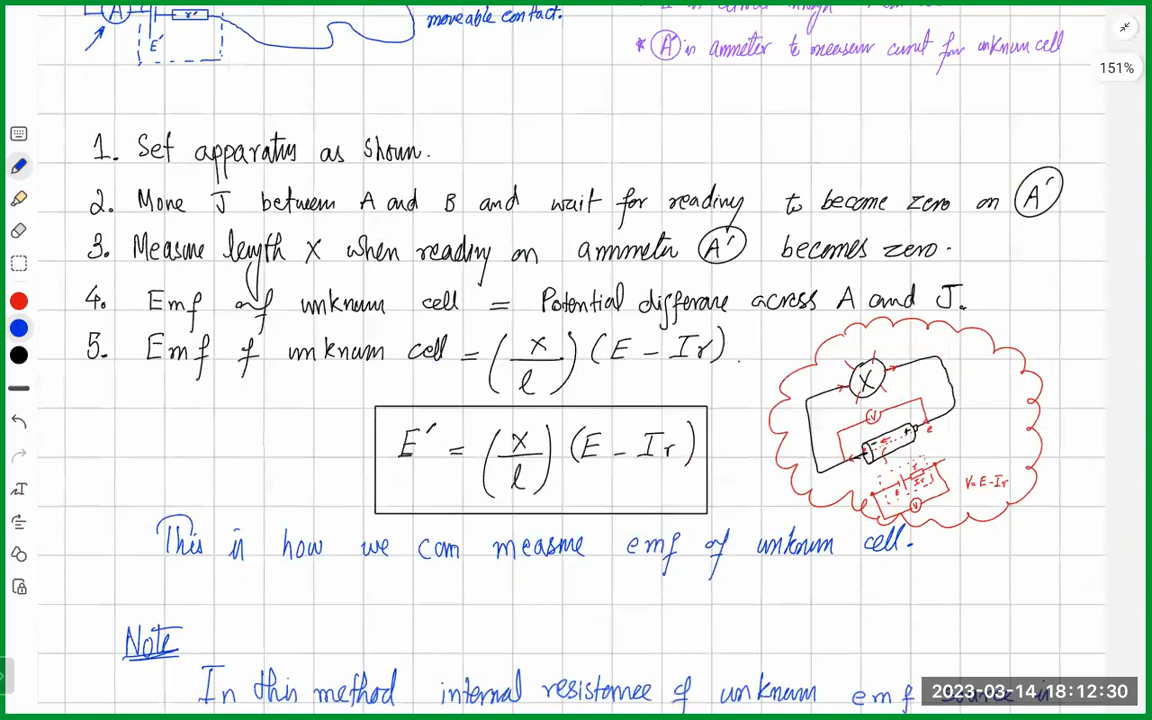 moveable contact.
A
r'
E'
* A' is ammeter to measure current for unknown cell
151%
1. Set apparatus as shown.
2. Move J between A and B and wait for reading to become zero on A'
3. Measure length X when reading on ammeter A' becomes zero.
4. Emf of unknown cell = Potential difference across A and J.
5. Emf of unknown cell = (x/l) (E - Ir).
X
V
e
E' = (x/l) (E - Ir)
r
E
Ir
V
V=E-Ir
This is how we can measure emf of unknown cell.
Note
In this method internal resistance of unknown emf
2023-03-14 18:12:30